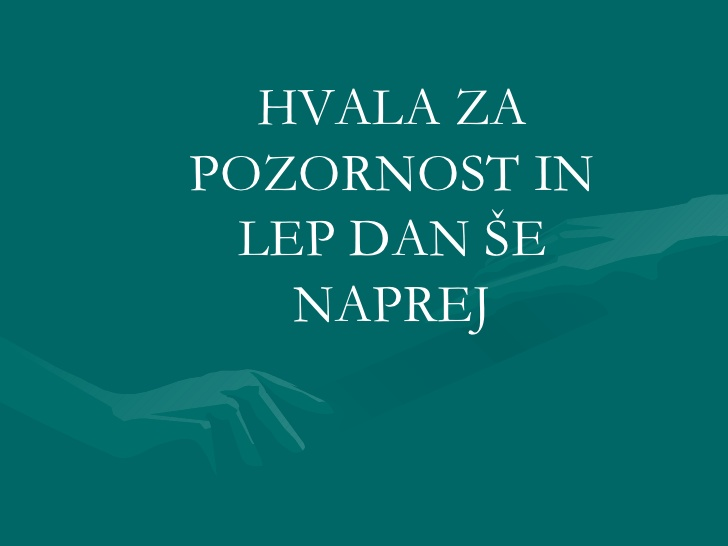 HVALA ZA
POZORNOST IN
LEP DAN ŠE
NAPREJ